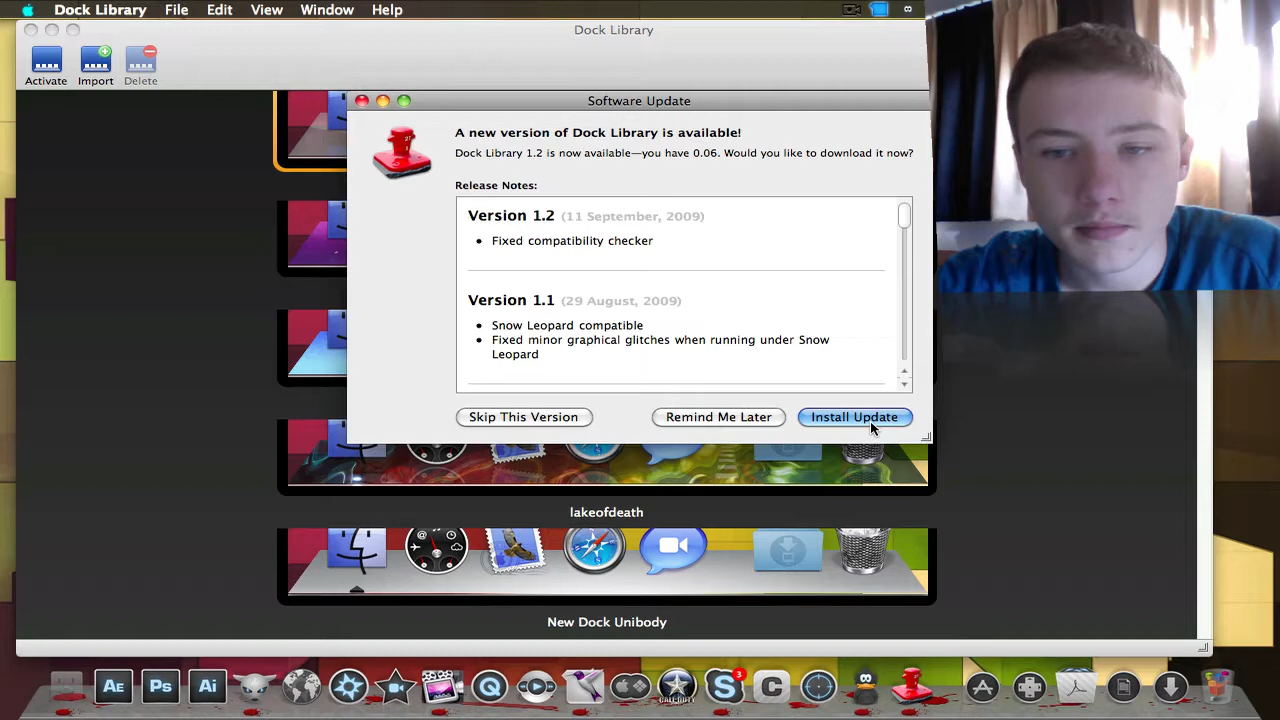 Dock Library File Edit View Window Help
Dock Library
Activate Import Delete
Software Update
A new version of Dock Library is available!
Dock Library 1.2 is now available—you have 0.06. Would you like to download it now?
Release Notes:
Version 1.2 (11 September, 2009)
• Fixed compatibility checker
Version 1.1 (29 August, 2009)
• Snow Leopard compatible
• Fixed minor graphical glitches when running under Snow
Leopard
Skip This Version Remind Me Later Install Update
lakeofdeath
New Dock Unibody
AE Ps Ai Q S 3 C
CALL OF DUTY